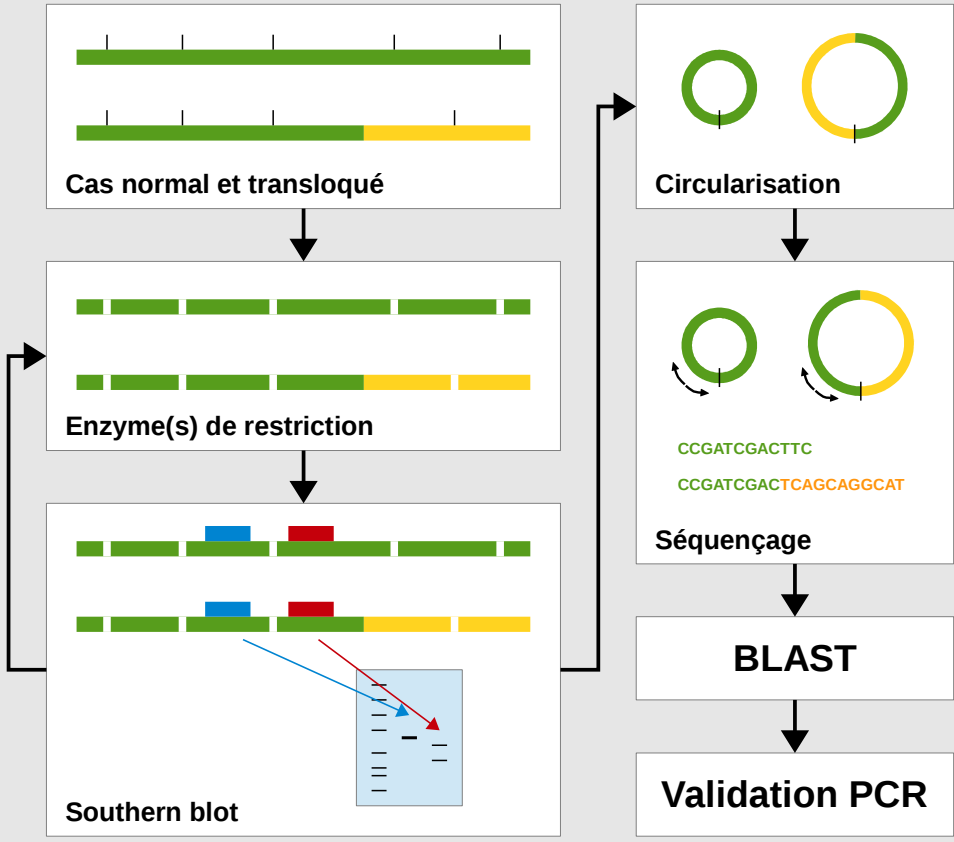 Cas normal et transloqué
Enzyme(s) de restriction
Southern blot
Circularisation
CCGATCGACTTC
CCGATCGACTCAGCAGGCAT
Séquençage
BLAST
Validation PCR